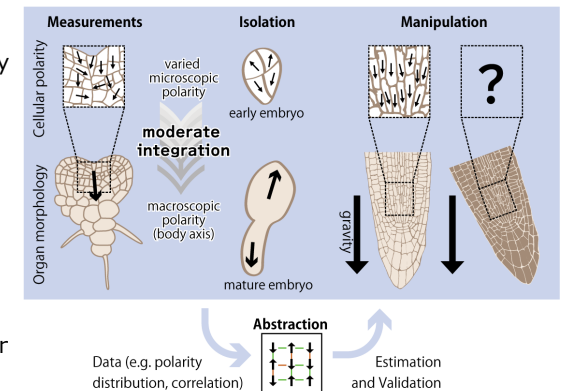 Measurements
Isolation
Manipulation
y
Cellular polarity
varied
microscopic
polarity
early embryo
?
moderate
integration
Organ morphology
macroscopic
polarity
(body axis)
mature embryo
gravity
Abstraction
r
Data (e.g. polarity
distribution, correlation)
Estimation
and Validation